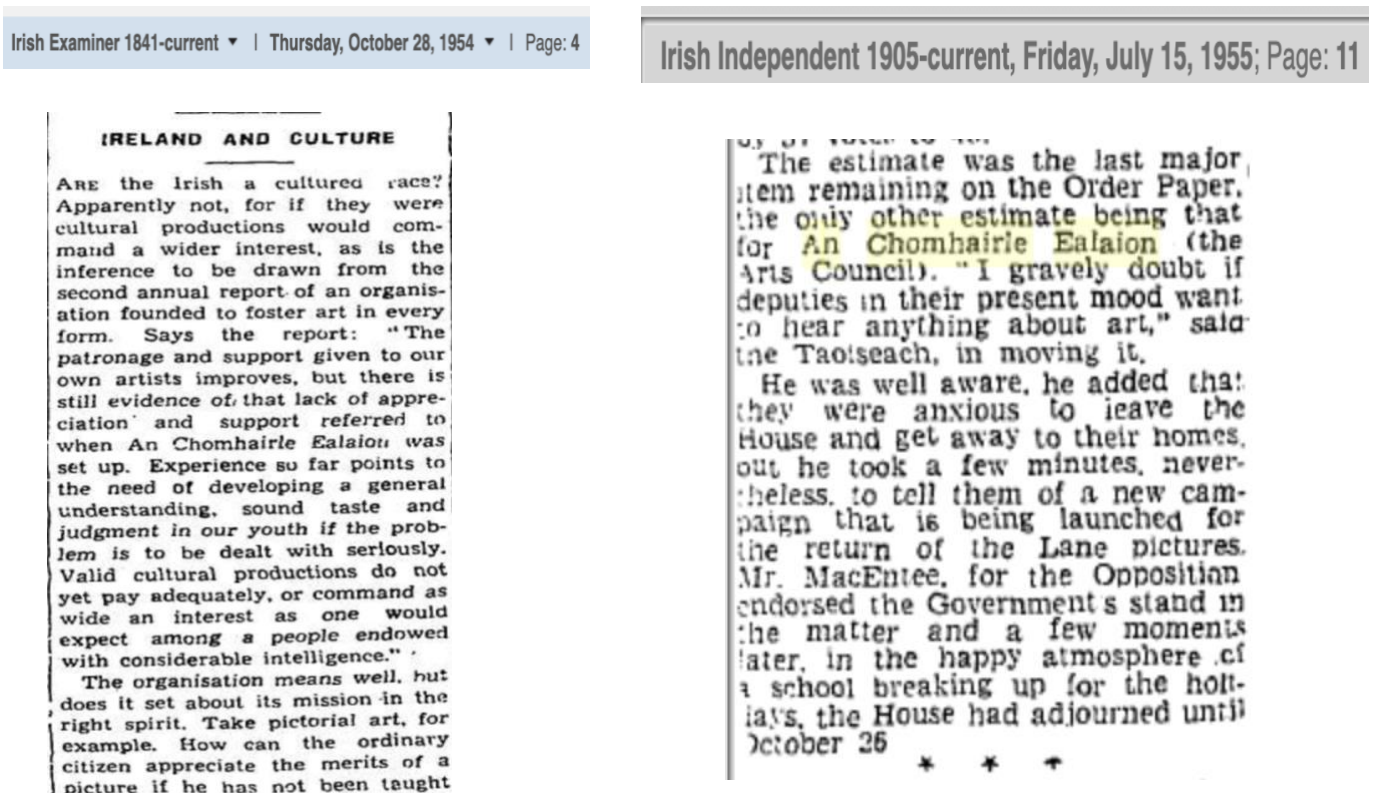 Irish Examiner 1841-current ▼ | Thursday, October 28, 1954 ▼ | Page: 4
IRELAND AND CULTURE
ARE the Irish a cultured race?
Apparently not, for if they were
cultural productions would com-
mand a wider interest, as is the
inference to be drawn from the
second annual report of an organis-
ation founded to foster art in every
form. Says the report: "The
patronage and support given to our
own artists improves, but there is
still evidence of that lack of appre-
ciation and support referred to
when An Chomhairle Ealaion was
set up. Experience so far points to
the need of developing a general
understanding, sound taste and
judgment in our youth if the prob-
lem is to be dealt with seriously.
Valid cultural productions do not
yet pay adequately, or command as
wide an interest as one would
expect among a people endowed
with considerable intelligence."
The organisation means well, but
does it set about its mission in the
right spirit. Take pictorial art, for
example. How can the ordinary
citizen appreciate the merits of a
picture if he has not been taught
Irish Independent 1905-current, Friday, July 15, 1955; Page: 11
The estimate was the last major
item remaining on the Order Paper,
the only other estimate being that
for An Chomhairle Ealaion (the
Arts Council). "I gravely doubt if
deputies in their present mood want
to hear anything about art," said
the Taoiseach, in moving it.
He was well aware, he added that
they were anxious to leave the
House and get away to their homes,
but he took a few minutes, never-
theless, to tell them of a new cam-
paign that is being launched for
the return of the Lane pictures.
Mr. MacEntee, for the Opposition
endorsed the Government's stand in
the matter and a few moments
later, in the happy atmosphere of
a school breaking up for the holi-
days, the House had adjourned until
October 26
* * *